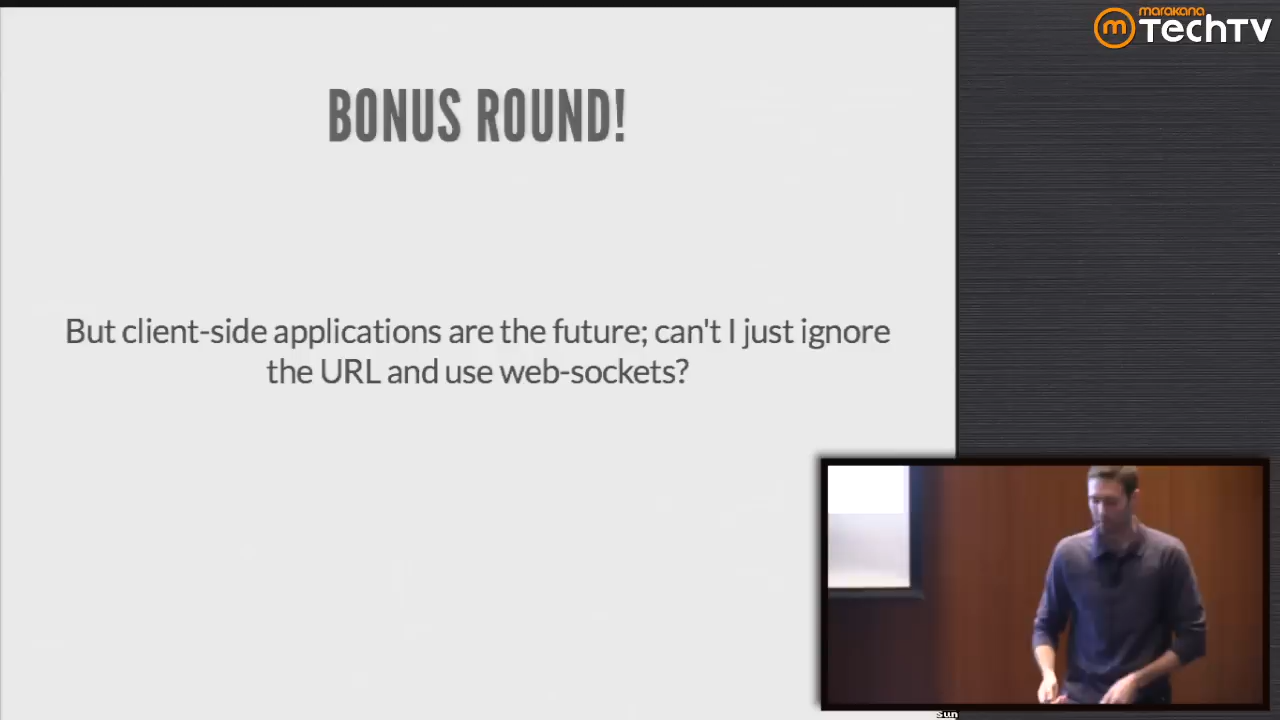 marakana
TechTV
BONUS ROUND!
But client-side applications are the future; can't I just ignore
the URL and use web-sockets?
Sun